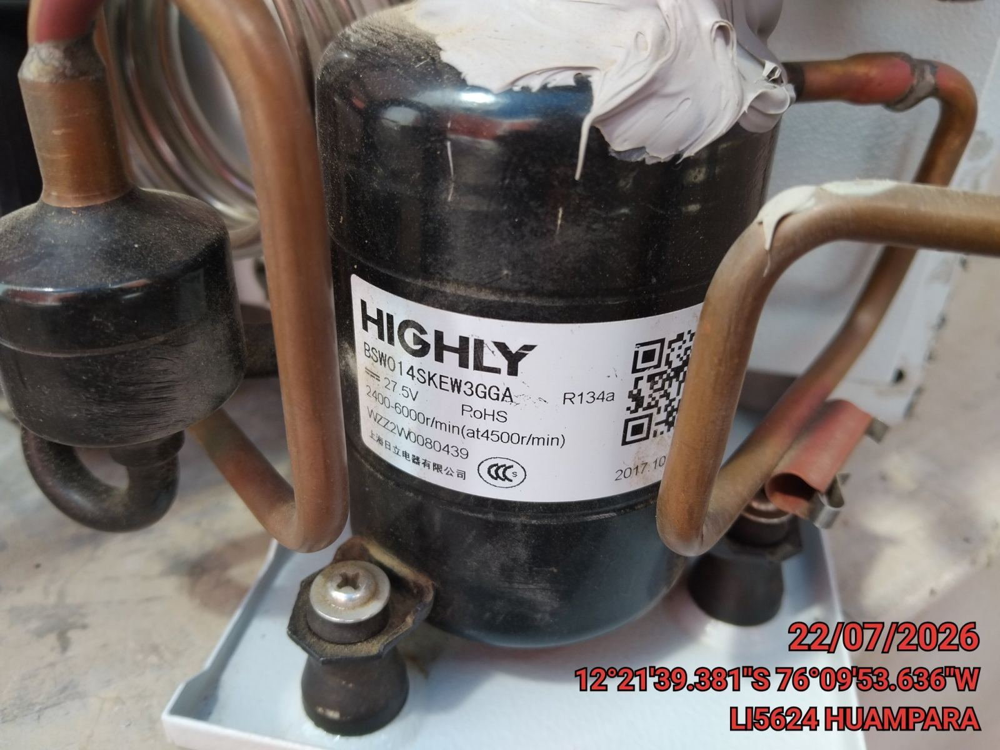 HIGHLY
BSW014SKEW3GGA
27.5V
R134a
RoHS
2400-6000r/min(at4500r/min)
WZZ2W0080439
上海日立电器有限公司
CCC S
2017.10
22/07/2026
12°21'39.381"S 76°09'53.636"W
LI5624 HUAMPARA